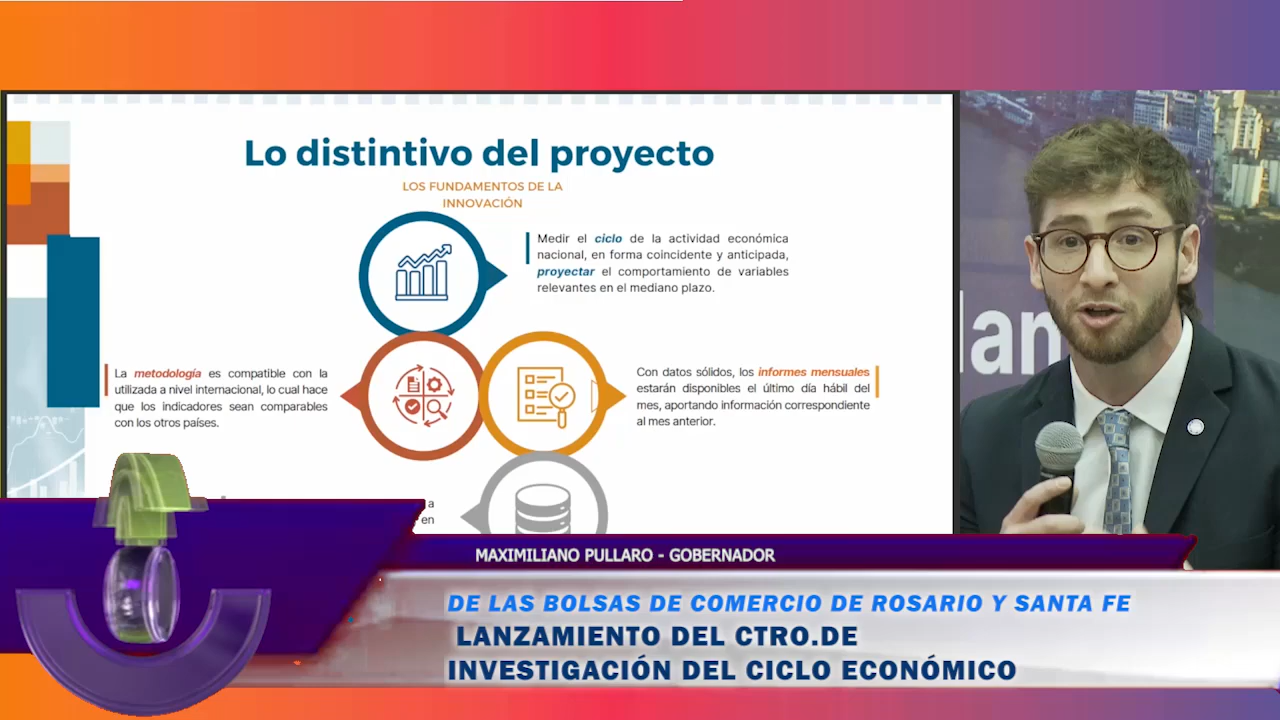 Lo distintivo del proyecto
LOS FUNDAMENTOS DE LA
INNOVACIÓN
Medir el ciclo de la actividad económica
nacional, en forma coincidente y anticipada,
proyectar el comportamiento de variables
relevantes en el mediano plazo.
La metodología es compatible con la
utilizada a nivel internacional, lo cual hace
que los indicadores sean comparables
con los otros países.
Con datos sólidos, los informes mensuales
estarán disponibles el último día hábil del
mes, aportando información correspondiente
al mes anterior.
a
en
lan
MAXIMILIANO PULLARO - GOBERNADOR
DE LAS BOLSAS DE COMERCIO DE ROSARIO Y SANTA FE
LANZAMIENTO DEL CTRO.DE
INVESTIGACIÓN DEL CICLO ECONÓMICO